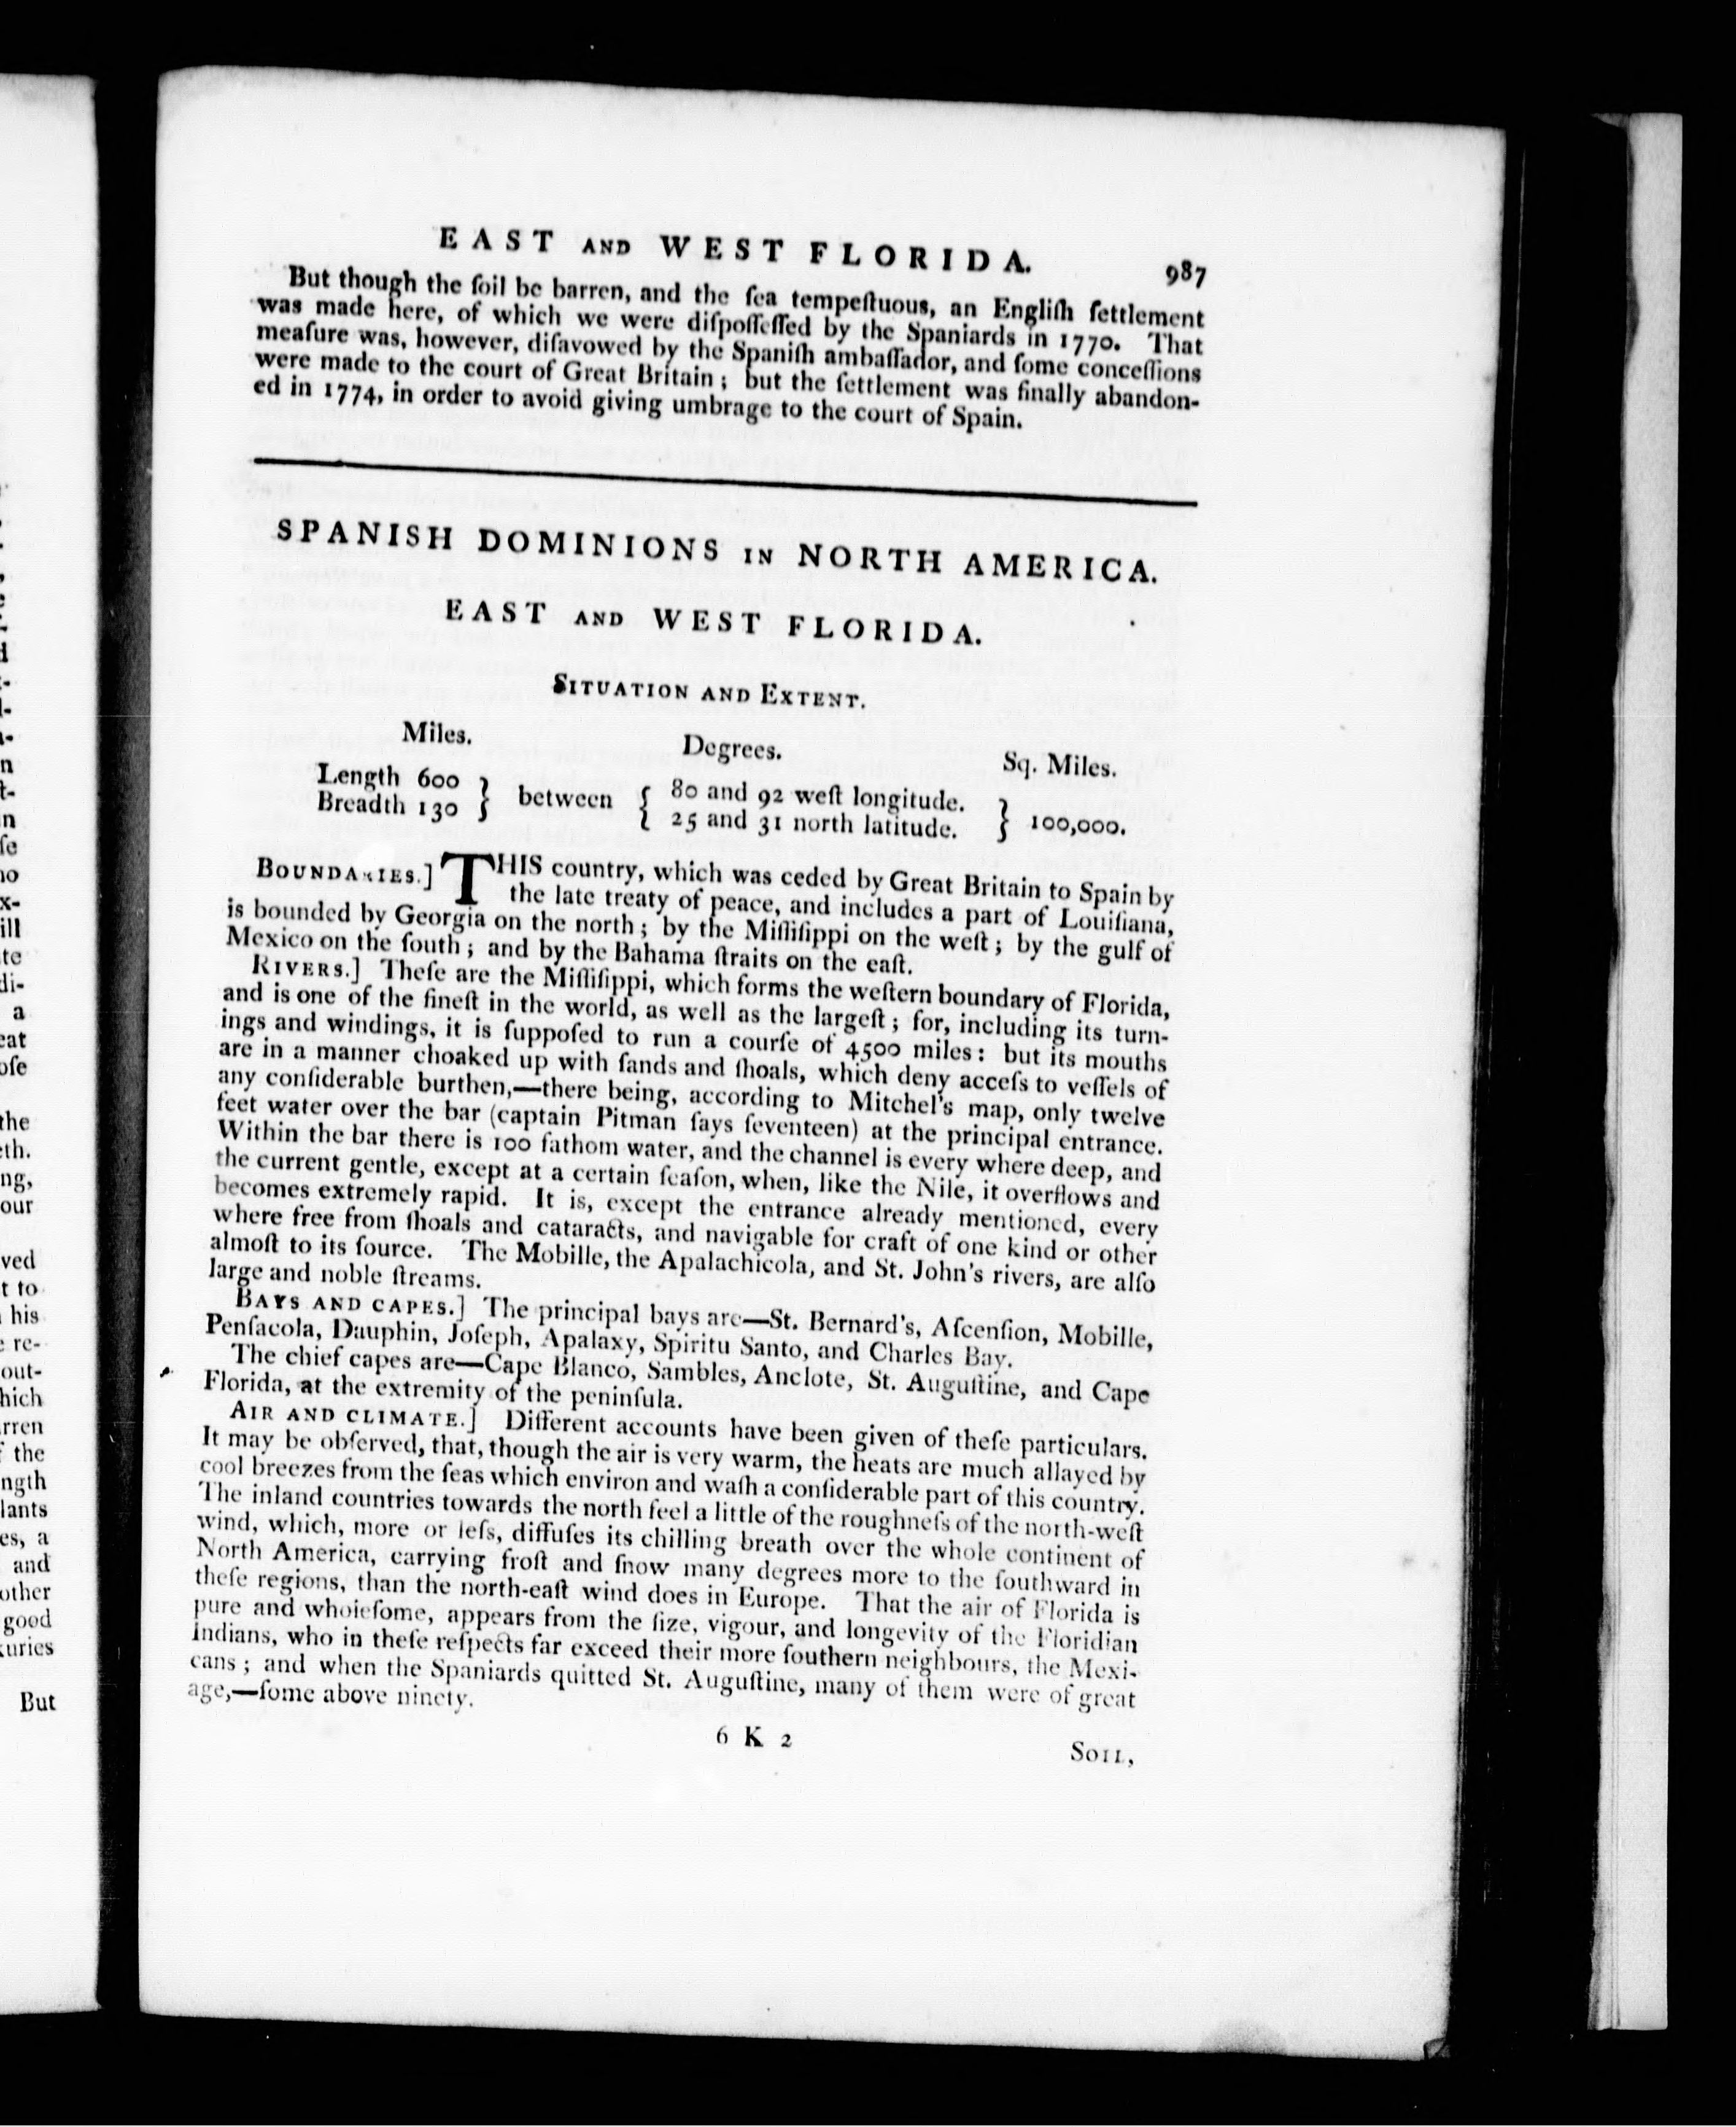 EAST AND WEST FLORIDA. 987
But though the ſoil be barren, and the ſea tempeſtuous, an Engliſh ſettlement
was made here, of which we were diſpoſſeſſed by the Spaniards in 1770. That
meaſure was, however, diſavowed by the Spaniſh ambaſſador, and ſome conceſſions
were made to the court of Great Britain; but the ſettlement was finally abandon-
ed in 1774, in order to avoid giving umbrage to the court of Spain.
SPANISH DOMINIONS IN NORTH AMERICA.
EAST AND WEST FLORIDA.
SITUATION AND EXTENT.
Miles. Degrees. Sq. Miles.
Length 600 } between { 80 and 92 weſt longitude. } 100,000.
Breadth 130 25 and 31 north latitude.
BOUNDARIES.] THIS country, which was ceded by Great Britain to Spain by
the late treaty of peace, and includes a part of Louiſiana,
is bounded by Georgia on the north; by the Miſſiſippi on the weſt; by the gulf of
Mexico on the ſouth; and by the Bahama ſtraits on the eaſt.
RIVERS.] Theſe are the Miſſiſippi, which forms the weſtern boundary of Florida,
and is one of the fineſt in the world, as well as the largeſt; for, including its turn-
ings and windings, it is ſuppoſed to run a courſe of 4500 miles: but its mouths
are in a manner choaked up with ſands and ſhoals, which deny acceſs to veſſels of
any conſiderable burthen,—there being, according to Mitchel's map, only twelve
feet water over the bar (captain Pitman ſays ſeventeen) at the principal entrance.
Within the bar there is 100 fathom water, and the channel is every where deep, and
the current gentle, except at a certain ſeaſon, when, like the Nile, it overflows and
becomes extremely rapid. It is, except the entrance already mentioned, every
where free from ſhoals and cataracts, and navigable for craft of one kind or other
almoſt to its ſource. The Mobille, the Apalachicola, and St. John's rivers, are alſo
large and noble ſtreams.
BAYS AND CAPES.] The principal bays are—St. Bernard's, Aſcenſion, Mobille,
Penſacola, Dauphin, Joſeph, Apalaxy, Spiritu Santo, and Charles Bay.
The chief capes are—Cape Blanco, Sambles, Anclote, St. Auguſtine, and Cape
Florida, at the extremity of the peninſula.
AIR AND CLIMATE.] Different accounts have been given of theſe particulars.
It may be obſerved, that, though the air is very warm, the heats are much allayed by
cool breezes from the ſeas which environ and waſh a conſiderable part of this country.
The inland countries towards the north feel a little of the roughneſs of the north-weſt
wind, which, more or leſs, diffuſes its chilling breath over the whole continent of
North America, carrying froſt and ſnow many degrees more to the ſouthward in
theſe regions, than the north-eaſt wind does in Europe. That the air of Florida is
pure and wholeſome, appears from the ſize, vigour, and longevity of the Floridian
Indians, who in theſe reſpects far exceed their more ſouthern neighbours, the Mexi-
cans; and when the Spaniards quitted St. Auguſtine, many of them were of great
age,—ſome above ninety.
6 K 2
SOIL,
n
n
ſe
ill
te
di-
a
the
eth.
ng,
our
ved
t to
his
re-
out-
hich
rren
the
ngth
lants
es, a
and
other
good
uries
But